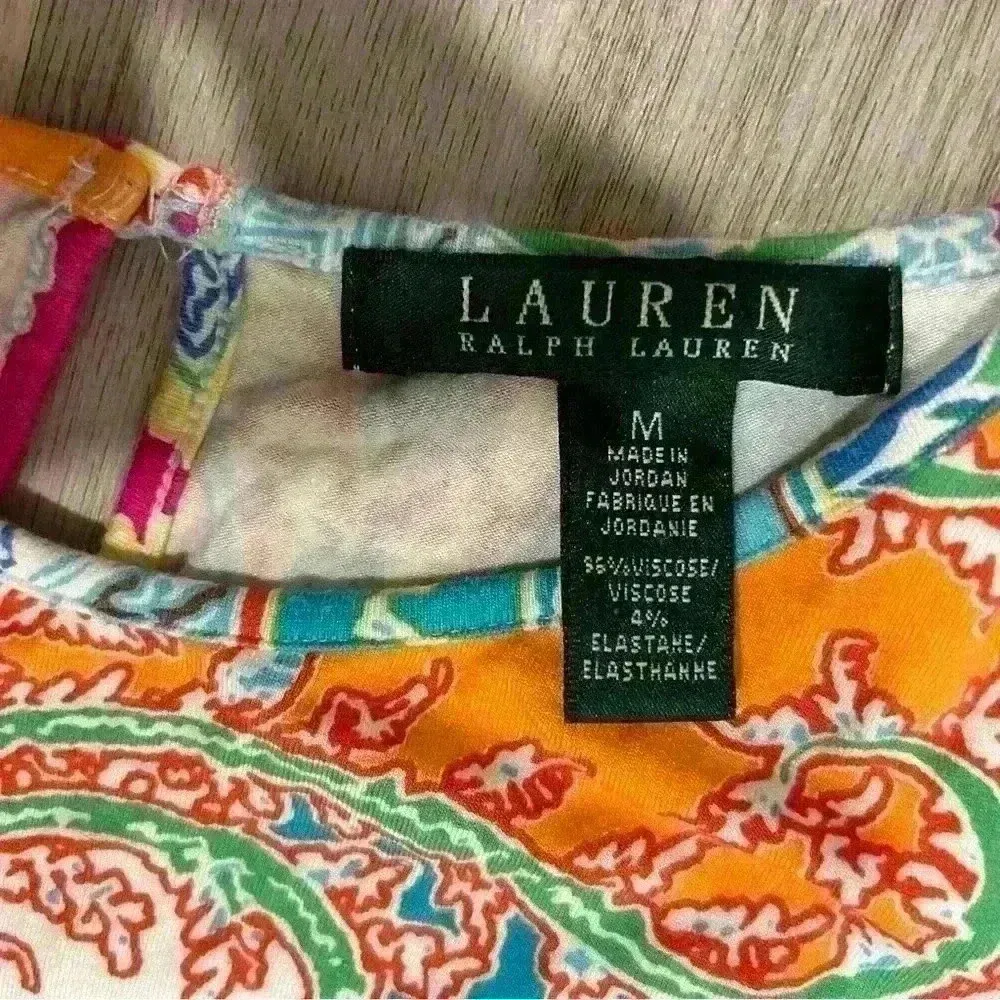 LAUREN
RALPH LAUREN
M
MADE IN
JORDAN
FABRIQUE EN
JORDANIE
96% VISCOSE/
VISCOSE
4%
ELASTANE/
ELASTHANNE